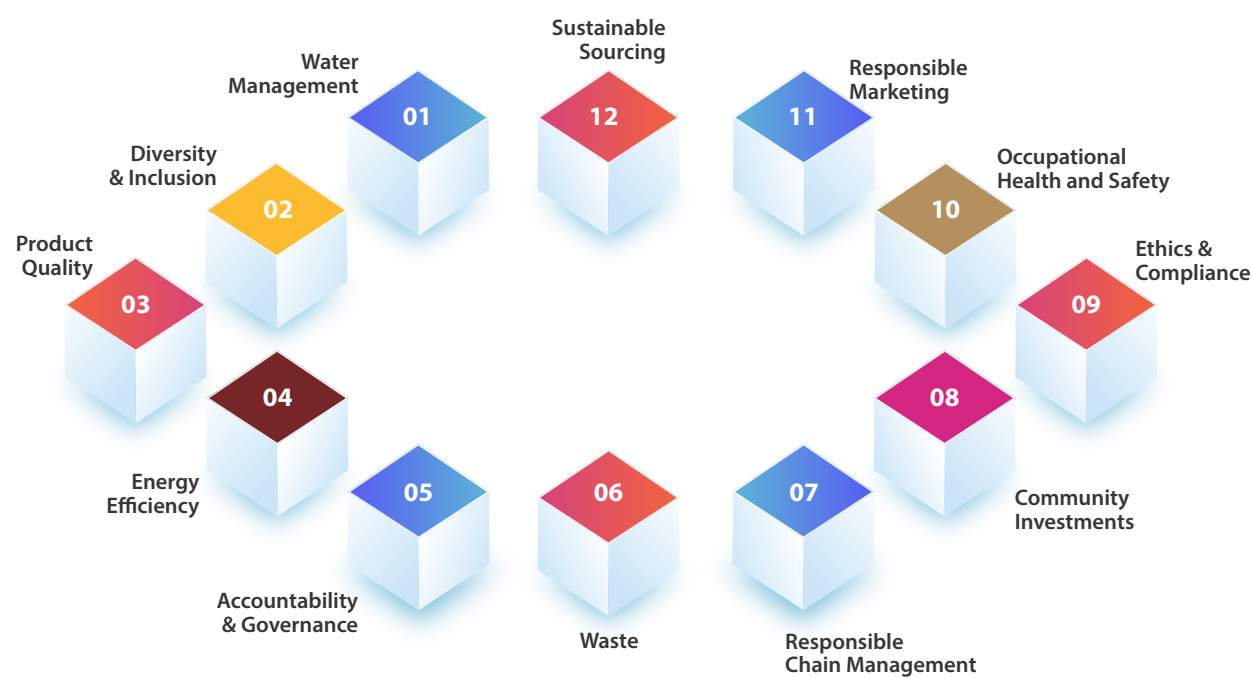 Water
Management
01
Sustainable
Sourcing
12
Responsible
Marketing
11
Diversity
& Inclusion
02
Occupational
Health and Safety
10
Product
Quality
03
Ethics &
Compliance
09
Energy
Efficiency
04
Community
Investments
08
Accountability
& Governance
05
Waste
06
Responsible
Chain Management
07